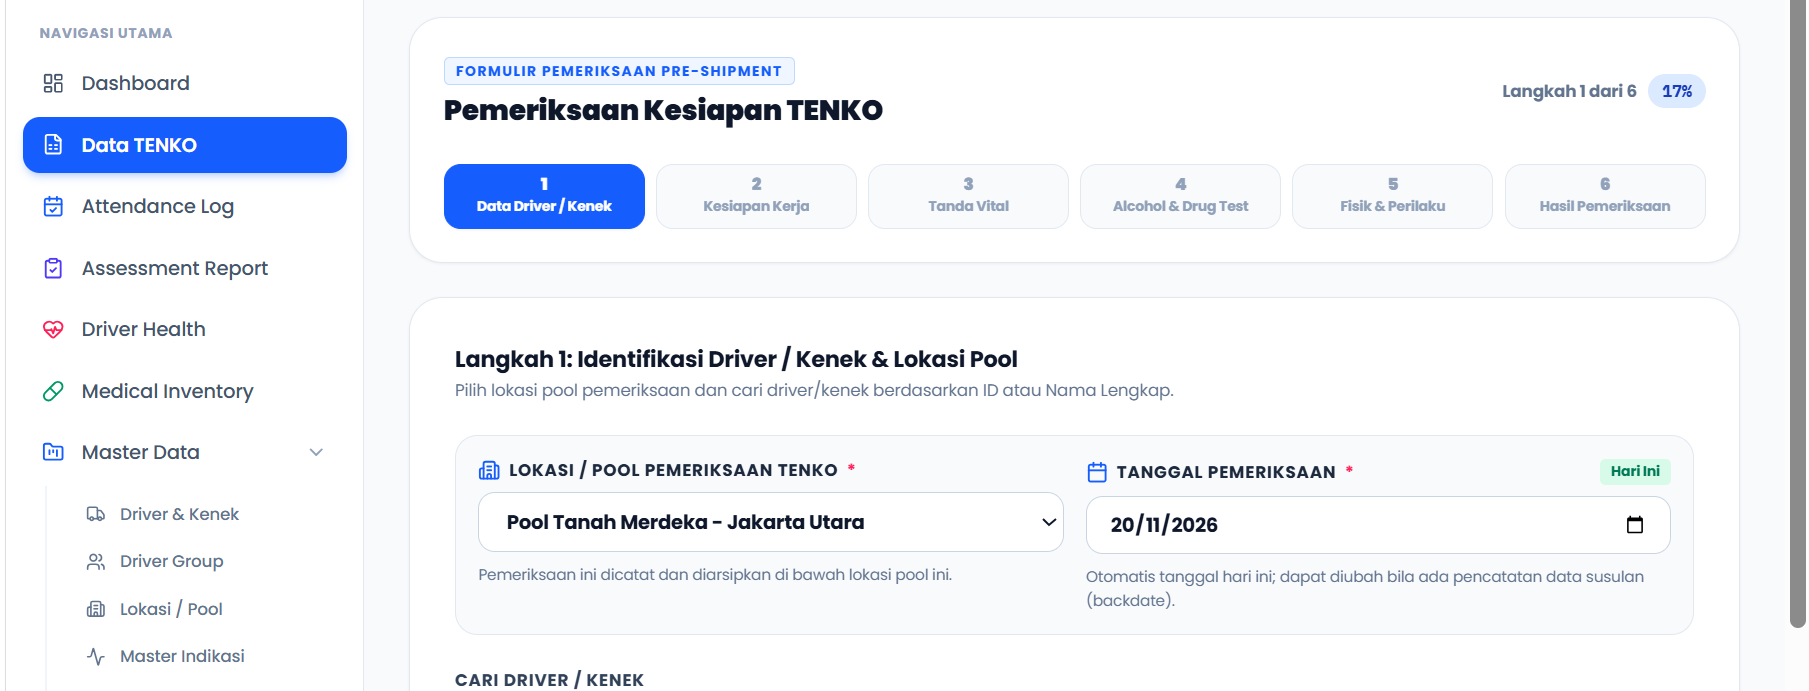 NAVIGASI UTAMA
Dashboard
Data TENKO
Attendance Log
Assessment Report
Driver Health
Medical Inventory
Master Data
Driver & Kenek
Driver Group
Lokasi / Pool
Master Indikasi
FORMULIR PEMERIKSAAN PRE-SHIPMENT
Pemeriksaan Kesiapan TENKO
Langkah 1 dari 6 17%
1
Data Driver / Kenek
2
Kesiapan Kerja
3
Tanda Vital
4
Alcohol & Drug Test
5
Fisik & Perilaku
6
Hasil Pemeriksaan
Langkah 1: Identifikasi Driver / Kenek & Lokasi Pool
Pilih lokasi pool pemeriksaan dan cari driver/kenek berdasarkan ID atau Nama Lengkap.
LOKASI / POOL PEMERIKSAAN TENKO *
Pool Tanah Merdeka - Jakarta Utara
Pemeriksaan ini dicatat dan diarsipkan di bawah lokasi pool ini.
TANGGAL PEMERIKSAAN *
Hari Ini
20/11/2026
Otomatis tanggal hari ini; dapat diubah bila ada pencatatan data susulan
(backdate).
CARI DRIVER / KENEK